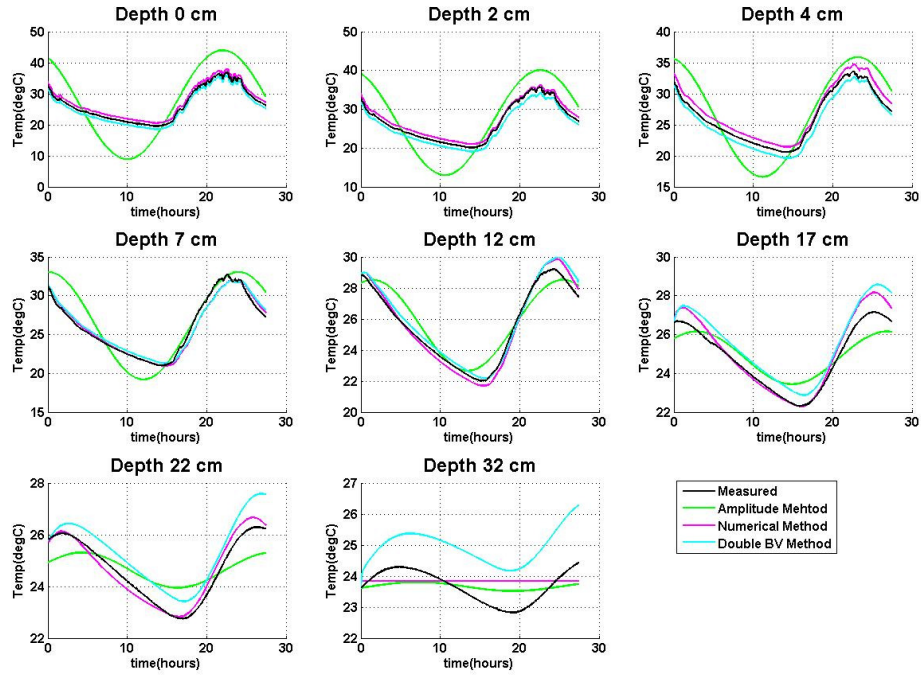 Depth 0 cm
Temp(degC)
50
40
30
20
10
0
0 10 20 30
time(hours)
Depth 2 cm
Temp(degC)
50
40
30
20
10
0 10 20 30
time(hours)
Depth 4 cm
Temp(degC)
40
35
30
25
20
15
0 10 20 30
time(hours)
Depth 7 cm
Temp(degC)
35
30
25
20
15
0 10 20 30
time(hours)
Depth 12 cm
Temp(degC)
30
28
26
24
22
20
0 10 20 30
time(hours)
Depth 17 cm
Temp(degC)
30
28
26
24
22
0 10 20 30
time(hours)
Depth 22 cm
Temp(degC)
28
26
24
22
0 10 20 30
time(hours)
Depth 32 cm
Temp(degC)
27
26
25
24
23
22
0 10 20 30
time(hours)
Measured
Amplitude Mehtod
Numerical Method
Double BV Method